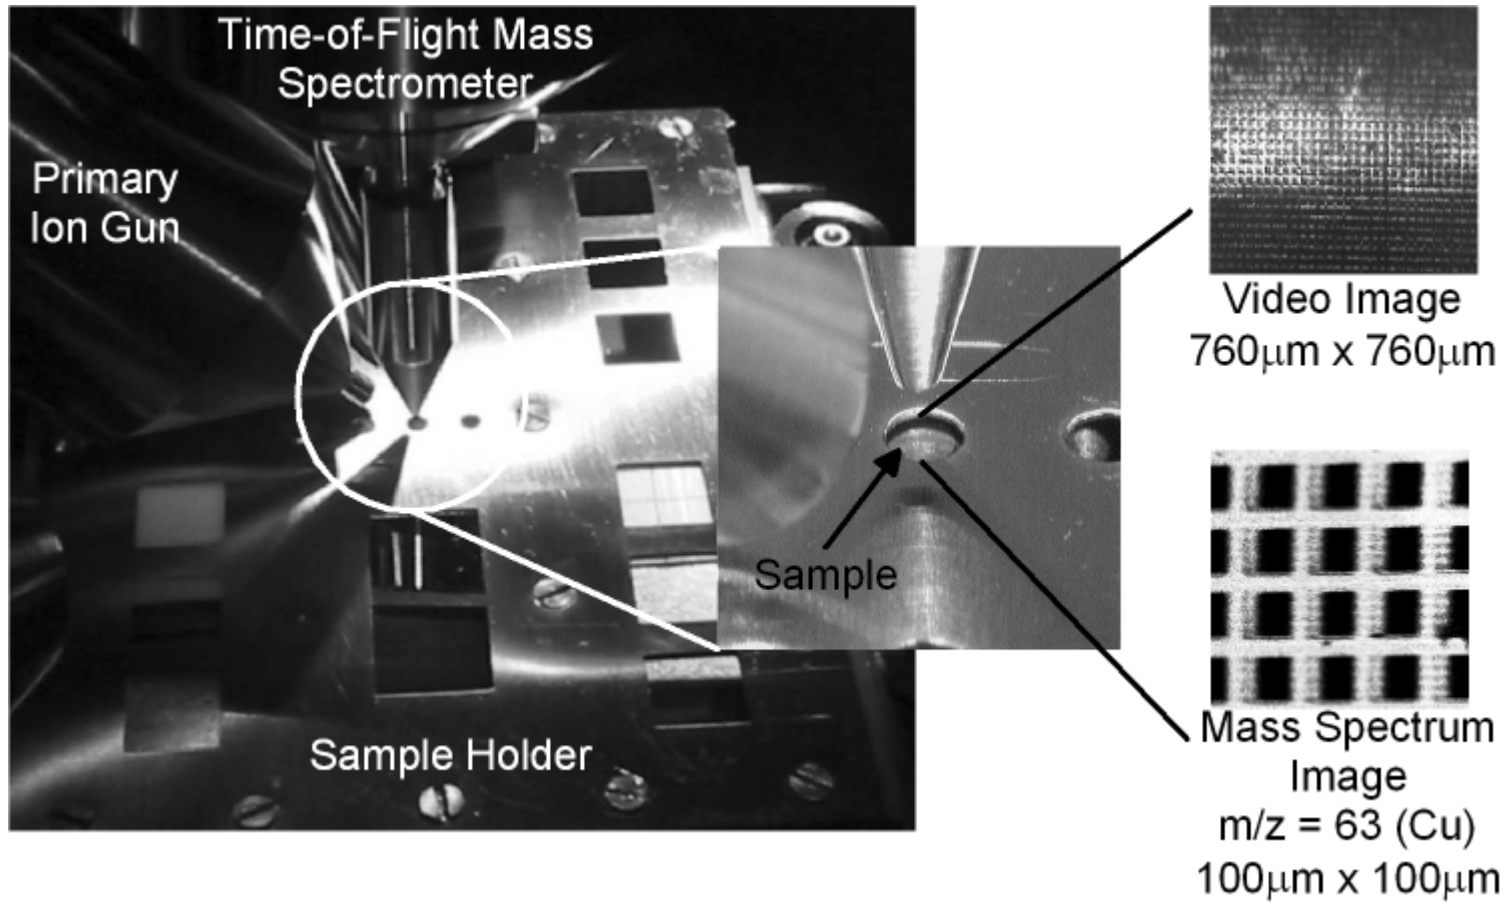 Time-of-Flight Mass
Spectrometer
Primary
Ion Gun
Sample
Sample Holder
Video Image
760μm x 760μm
Mass Spectrum
Image
m/z = 63 (Cu)
100μm x 100μm